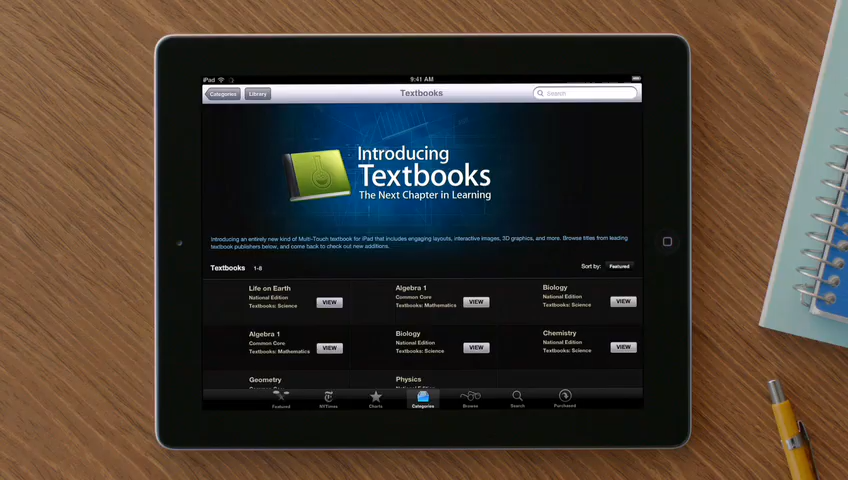 iPad
9:41 AM
Categories
Library
Textbooks
Search
Introducing
Textbooks
The Next Chapter in Learning
Introducing an entirely new kind of Multi-Touch textbook for iPad that includes engaging layouts, interactive images, 3D graphics, and more. Browse titles from leading
textbook publishers below, and come back to check out new additions.
Textbooks 1-8
Sort by: Featured
Life on Earth
National Edition
Textbooks: Science
VIEW
Algebra 1
Common Core
Textbooks: Mathematics
VIEW
Biology
National Edition
Textbooks: Science
VIEW
Algebra 1
Common Core
Textbooks: Mathematics
VIEW
Biology
National Edition
Textbooks: Science
VIEW
Chemistry
National Edition
Textbooks: Science
VIEW
Geometry
Common Core
Physics
National Edition
Featured
NYTimes
Charts
Categories
Browse
Search
Purchased